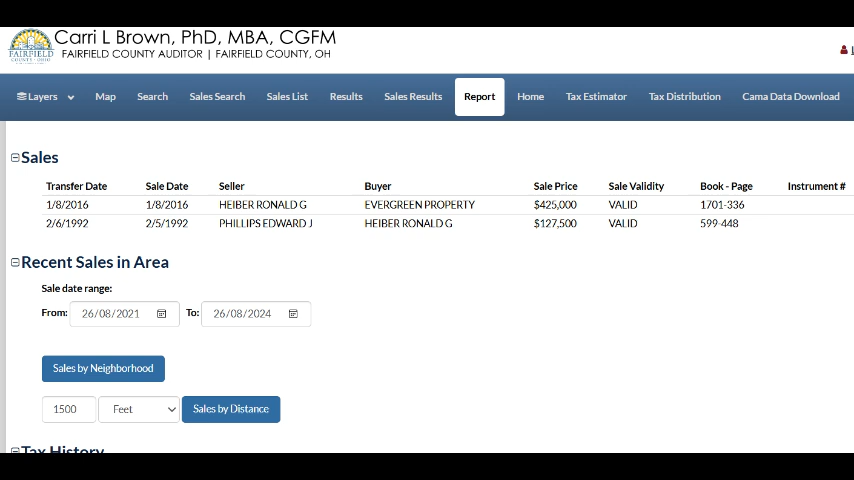 Carri L Brown, PhD, MBA, CGFM
FAIRFIELD COUNTY AUDITOR | FAIRFIELD COUNTY, OH
FAIRFIELD
Layers Map Search Sales Search Sales List Results Sales Results Report Home Tax Estimator Tax Distribution Cama Data Download
Sales
Transfer Date Sale Date Seller Buyer Sale Price Sale Validity Book - Page Instrument #
1/8/2016 1/8/2016 HEIBER RONALD G EVERGREEN PROPERTY $425,000 VALID 1701-336
2/6/1992 2/5/1992 PHILLIPS EDWARD J HEIBER RONALD G $127,500 VALID 599-448
Recent Sales in Area
Sale date range:
From: 26/08/2021 To: 26/08/2024
Sales by Neighborhood
1500 Feet Sales by Distance
Tax History